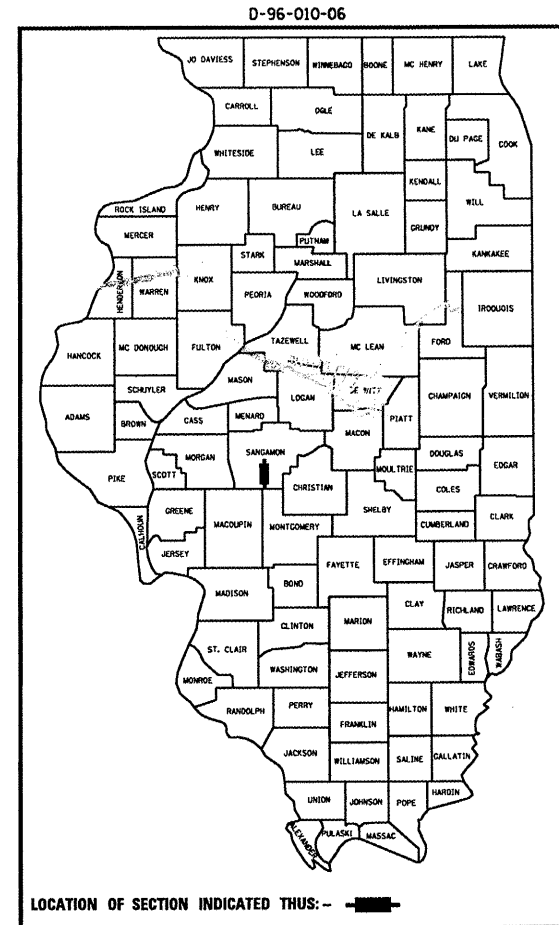 D-96-010-06
JO DAVIESS STEPHENSON WINNEBAGO BOONE MC HENRY LAKE
CARROLL OGLE DE KALB KANE DU PAGE COOK
WHITESIDE LEE KENDALL WILL
ROCK ISLAND HENRY BUREAU LA SALLE GRUNDY
MERCER PUTNAM KANKAKEE
HENDERSON WARREN KNOX STARK MARSHALL LIVINGSTON
PEORIA WOODFORD IROQUOIS
HANCOCK MC DONOUGH FULTON TAZEWELL MC LEAN FORD
SCHUYLER MASON LOGAN DE WITT CHAMPAIGN VERMILION
ADAMS BROWN CASS MENARD MACON PIATT
PIKE SCOTT MORGAN SANGAMON CHRISTIAN MOULTRIE DOUGLAS EDGAR
CALHOUN GREENE MACOUPIN MONTGOMERY SHELBY COLES
JERSEY CUMBERLAND CLARK
MADISON BOND FAYETTE EFFINGHAM JASPER CRAWFORD
CLINTON MARION CLAY RICHLAND LAWRENCE
ST. CLAIR WASHINGTON JEFFERSON WAYNE EDWARDS WABASH
MONROE
RANDOLPH PERRY FRANKLIN HAMILTON WHITE
JACKSON WILLIAMSON SALINE GALLATIN
UNION JOHNSON POPE HARDIN
ALEXANDER PULASKI MASSAC
LOCATION OF SECTION INDICATED THUS: -